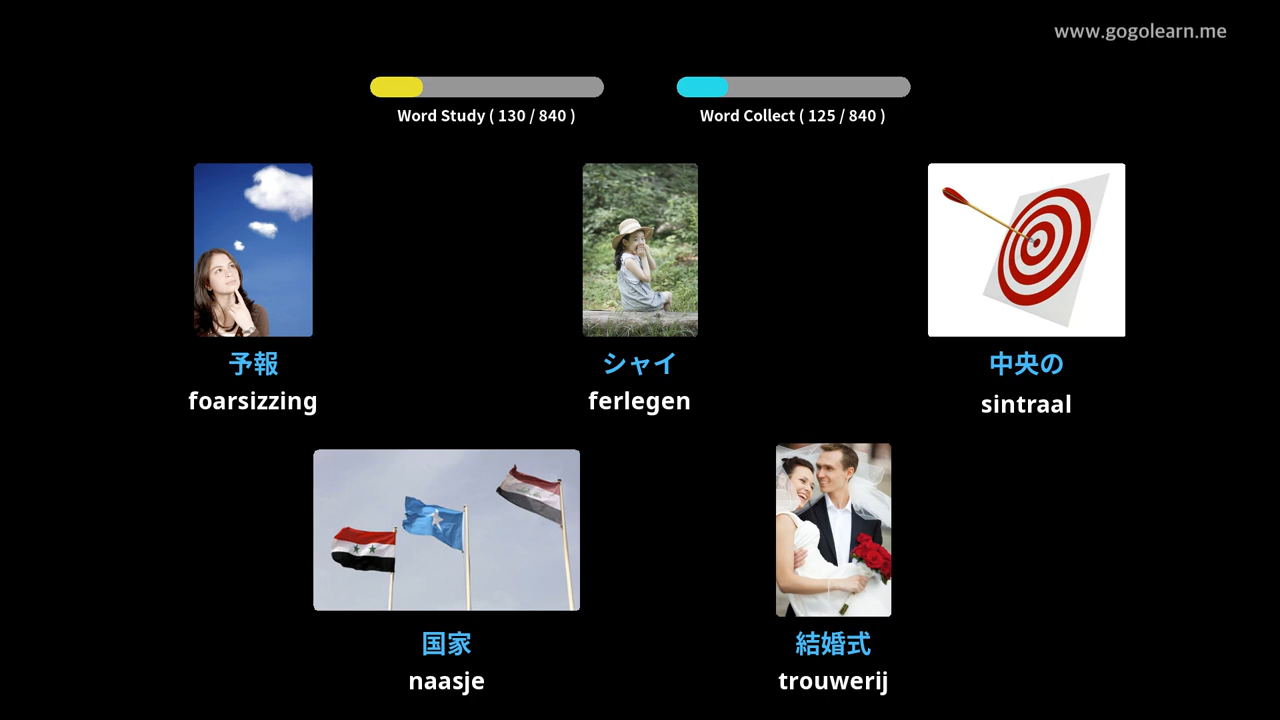 www.gogolearn.me
Word Study ( 130 / 840 )
Word Collect ( 125 / 840 )
予報
foarsizzing
シャイ
ferlegen
中央の
sintraal
国家
naasje
結婚式
trouwerij